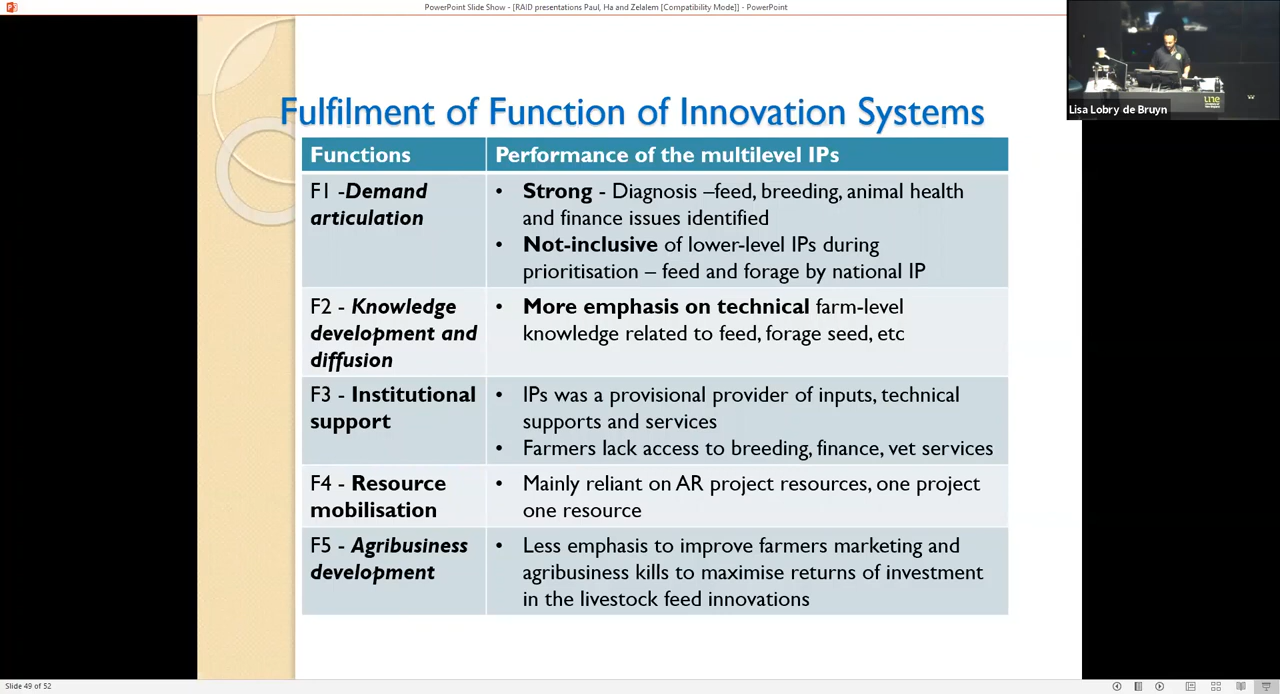 PowerPoint Slide Show - [RAID presentations Paul, Ha and Zelalem [Compatibility Mode]] - PowerPoint
Lisa Lobry de Bruyn
une
Fulfilment of Function of Innovation Systems
Functions
Performance of the multilevel IPs
F1 -Demand
articulation
• Strong - Diagnosis –feed, breeding, animal health
and finance issues identified
• Not-inclusive of lower-level IPs during
prioritisation – feed and forage by national IP
F2 - Knowledge
development and
diffusion
• More emphasis on technical farm-level
knowledge related to feed, forage seed, etc
F3 - Institutional
support
• IPs was a provisional provider of inputs, technical
supports and services
• Farmers lack access to breeding, finance, vet services
F4 - Resource
mobilisation
• Mainly reliant on AR project resources, one project
one resource
F5 - Agribusiness
development
• Less emphasis to improve farmers marketing and
agribusiness kills to maximise returns of investment
in the livestock feed innovations
Slide 49 of 52